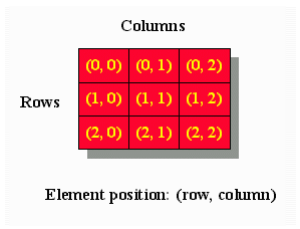 Columns
(0, 0) (0, 1) (0, 2)
Rows (1, 0) (1, 1) (1, 2)
(2, 0) (2, 1) (2, 2)
Element position: (row, column)